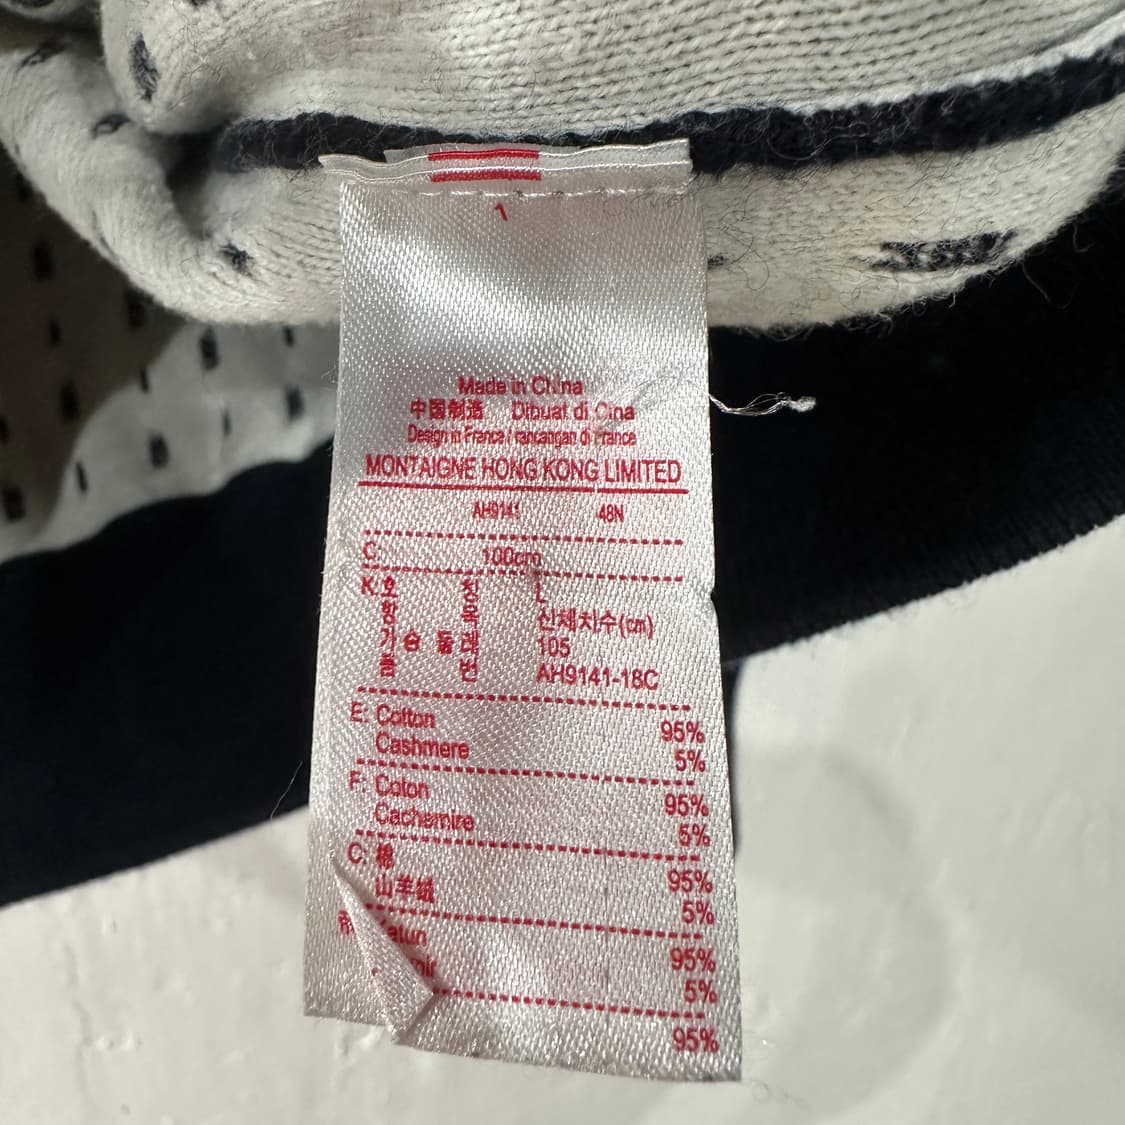 Made in China
中国制造 Dibuat di Cina
Design in France / rancangan di France
MONTAIGNE HONG KONG LIMITED
AH9141 48N
C: 100cm
K: L
신체치수(cm)
105
AH9141-18C
E: Cotton 95%
Cashmere 5%
F: Coton 95%
Cachemire 5%
C: 棉 95%
山羊绒 5%
95%
5%
95%